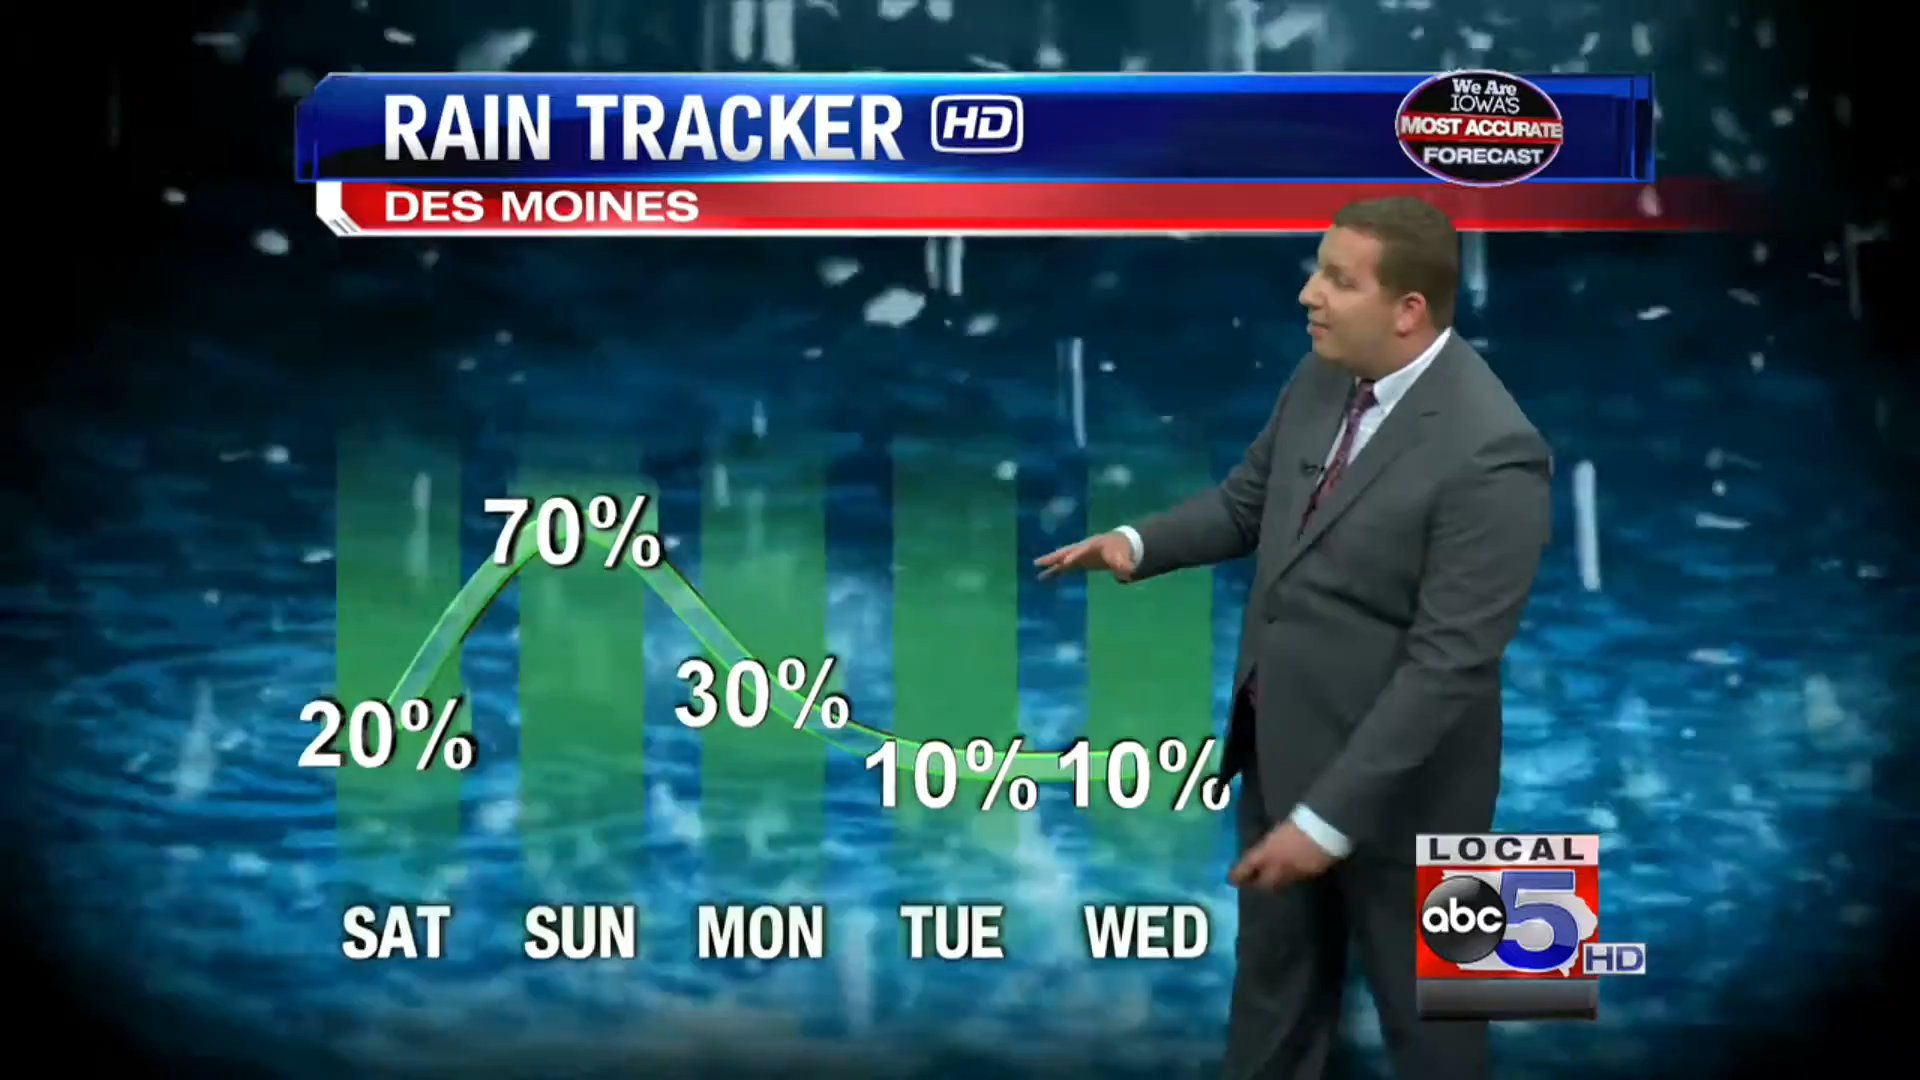 RAIN TRACKER HD
We Are
IOWA'S
MOST ACCURATE
FORECAST
DES MOINES
70%
30%
20%
10% 10%
SAT SUN MON TUE WED
LOCAL
abc 5
HD